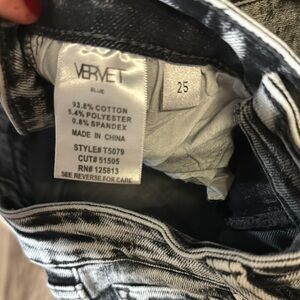 VERVET
BLUE
93.8% COTTON
5.4% POLYESTER
0.8% SPANDEX
MADE IN CHINA
STYLE# T5079
CUT# 51505
RN# 125813
SEE REVERSE FOR CARE
25